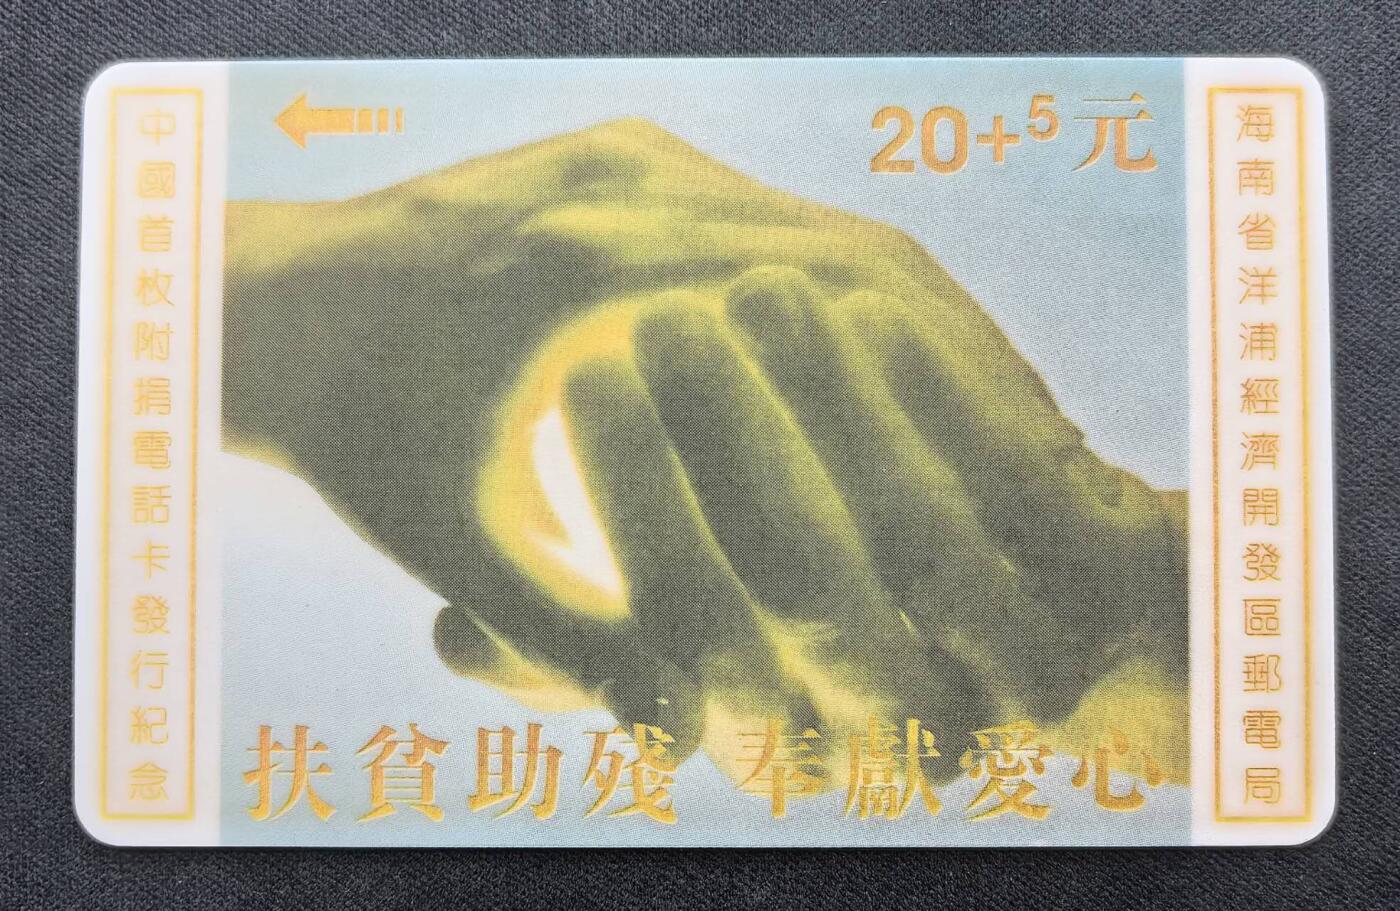 中國首枚附捐電話卡發行紀念
20+5元
扶貧助殘 奉獻愛心
海南省洋浦經濟開發區郵電局